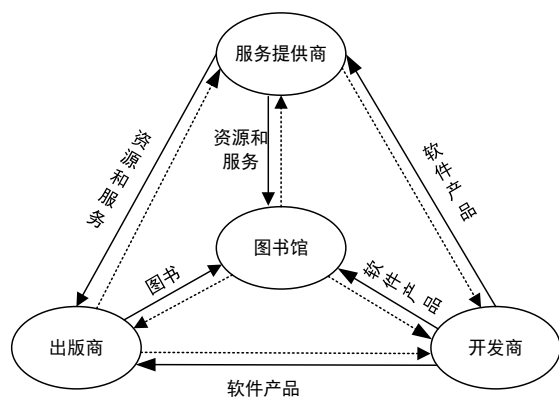 服务提供商
资源和服务
资源和
服务
软件产品
图书馆
图书
软件产品
出版商
开发商
软件产品